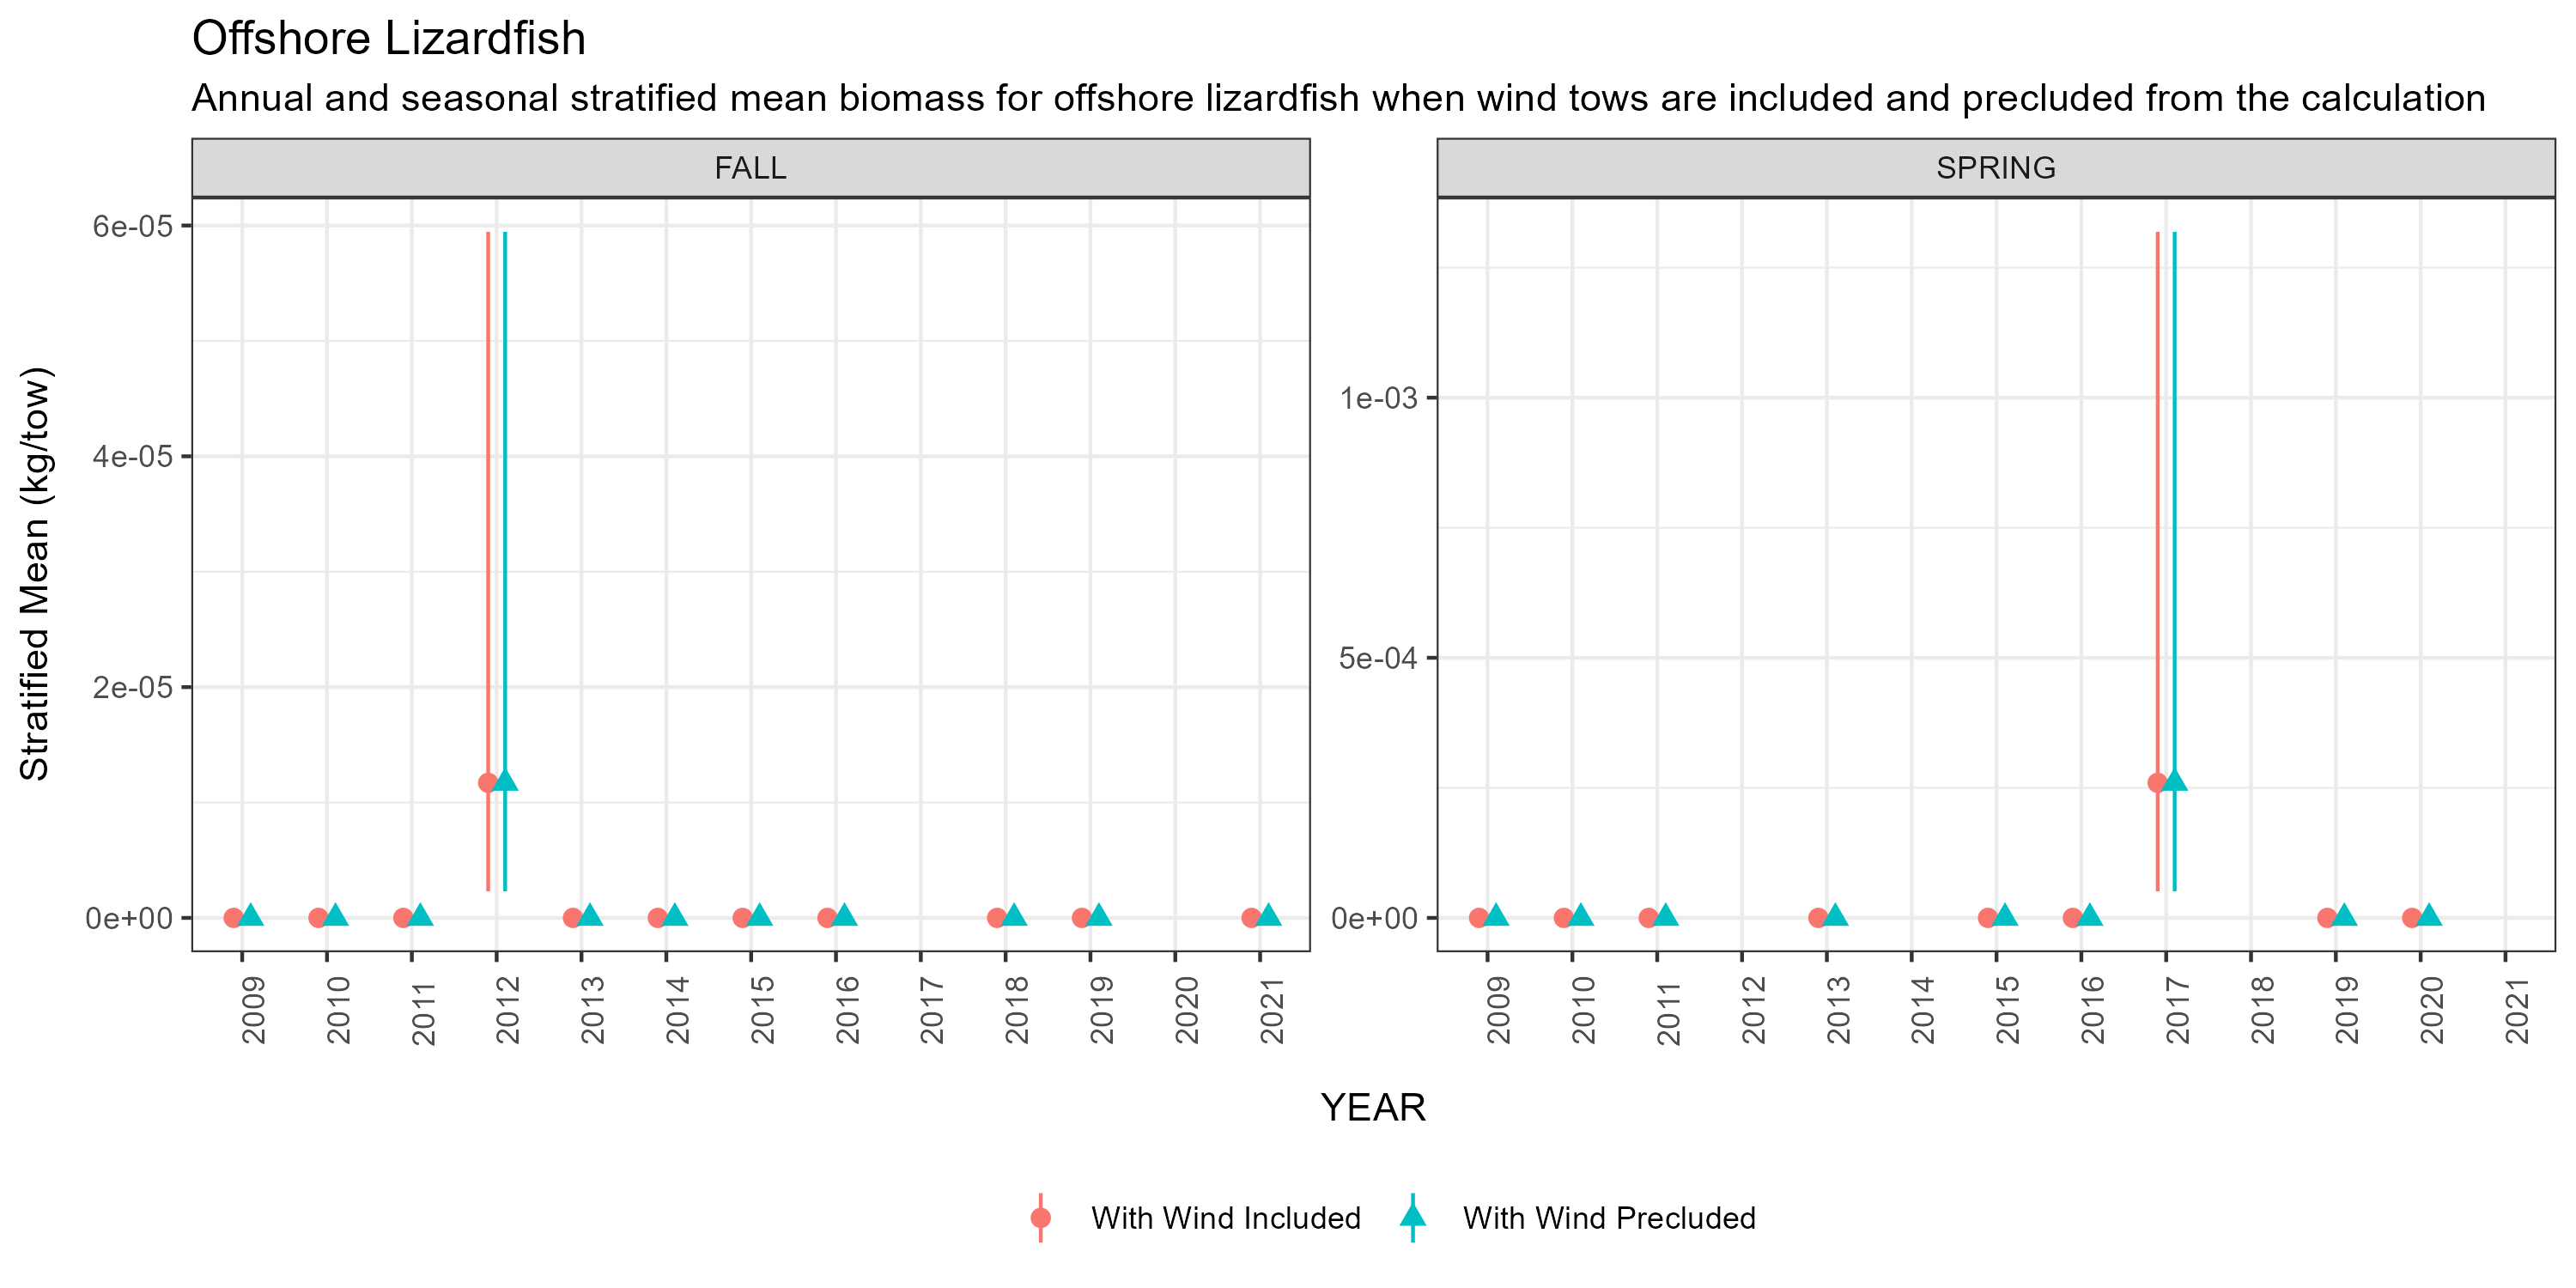 Offshore Lizardfish
Annual and seasonal stratified mean biomass for offshore lizardfish when wind tows are included and precluded from the calculation
FALL
SPRING
Stratified Mean (kg/tow)
6e-05
4e-05
2e-05
0e+00
1e-03
5e-04
0e+00
2009 2010 2011 2012 2013 2014 2015 2016 2017 2018 2019 2020 2021
2009 2010 2011 2012 2013 2014 2015 2016 2017 2018 2019 2020 2021
YEAR
With Wind Included
With Wind Precluded